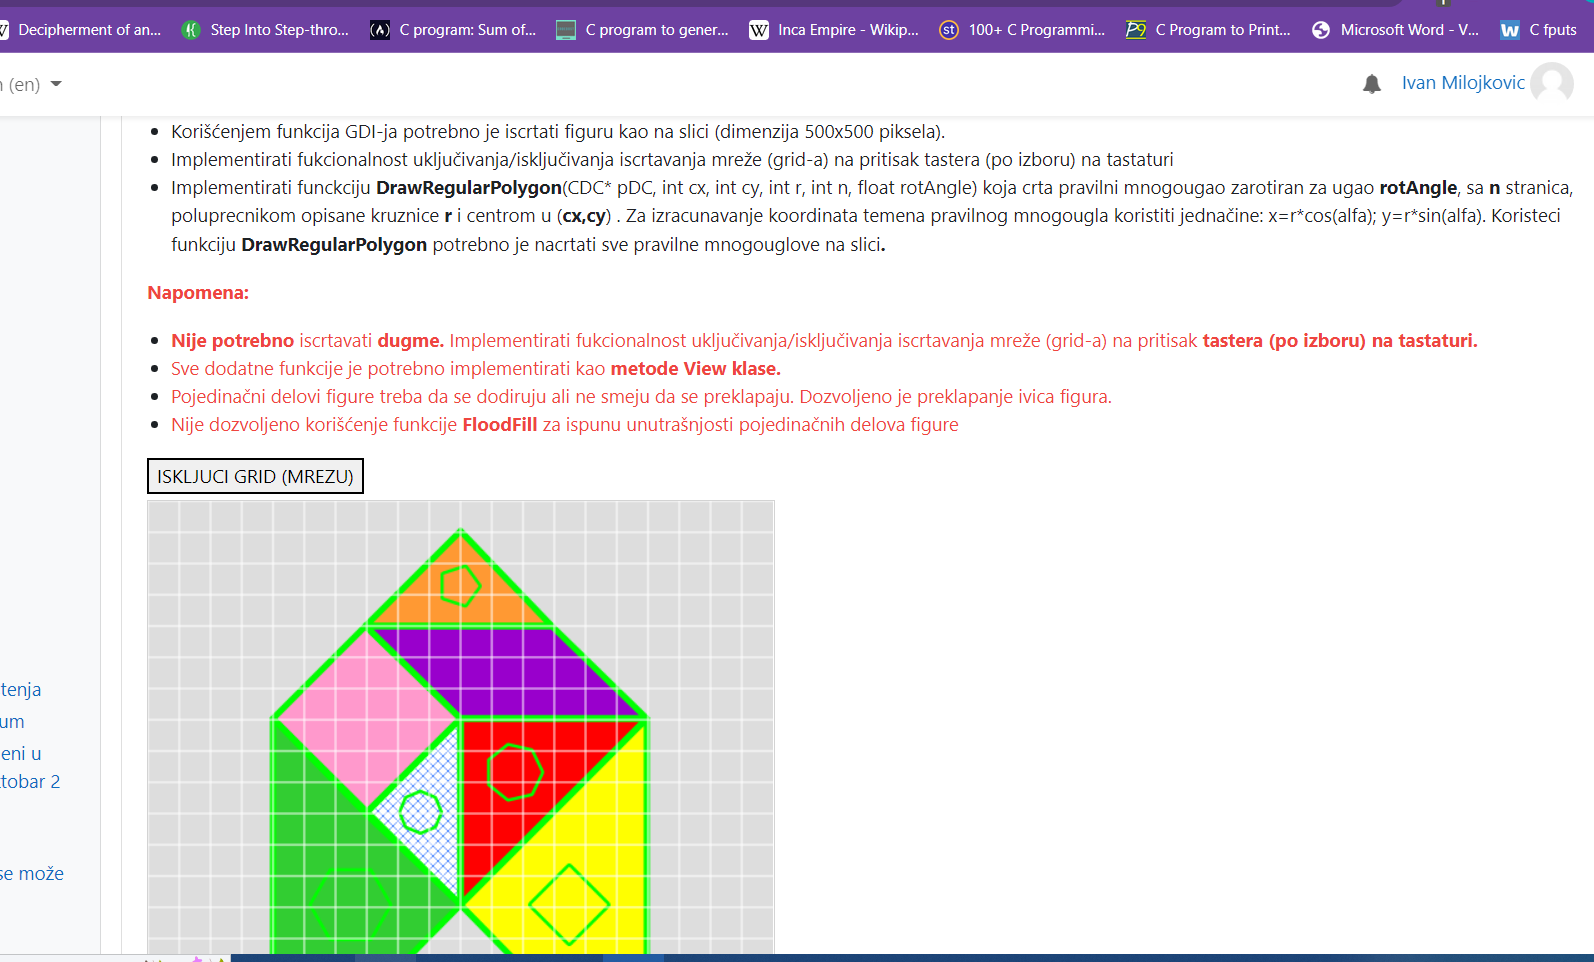 Decipherment of an...
Step Into Step-thro...
C program: Sum of...
C program to gener...
W
Inca Empire - Wikip...
st
100+ C Programmi...
P9
C Program to Print...
Microsoft Word - V...
W
C fputs
(en)
Ivan Milojkovic
Korišćenjem funkcija GDI-ja potrebno je iscrtati figuru kao na slici (dimenzija 500x500 piksela).
Implementirati fukcionalnost uključivanja/isključivanja iscrtavanja mreže (grid-a) na pritisak tastera (po izboru) na tastaturi
Implementirati funckciju DrawRegularPolygon(CDC* pDC, int cx, int cy, int r, int n, float rotAngle) koja crta pravilni mnogougao zarotiran za ugao rotAngle, sa n stranica,
poluprecnikom opisane kruznice r i centrom u (cx,cy) . Za izracunavanje koordinata temena pravilnog mnogougla koristiti jednačine: x=r*cos(alfa); y=r*sin(alfa). Koristeci
funkciju DrawRegularPolygon potrebno je nacrtati sve pravilne mnogouglove na slici.
Napomena:
Nije potrebno iscrtavati dugme. Implementirati fukcionalnost uključivanja/isključivanja iscrtavanja mreže (grid-a) na pritisak tastera (po izboru) na tastaturi.
Sve dodatne funkcije je potrebno implementirati kao metode View klase.
Pojedinačni delovi figure treba da se dodiruju ali ne smeju da se preklapaju. Dozvoljeno je preklapanje ivica figura.
Nije dozvoljeno korišćenje funkcije FloodFill za ispunu unutrašnjosti pojedinačnih delova figure
ISKLJUCI GRID (MREZU)
tenja
um
eni u
tobar 2
se može